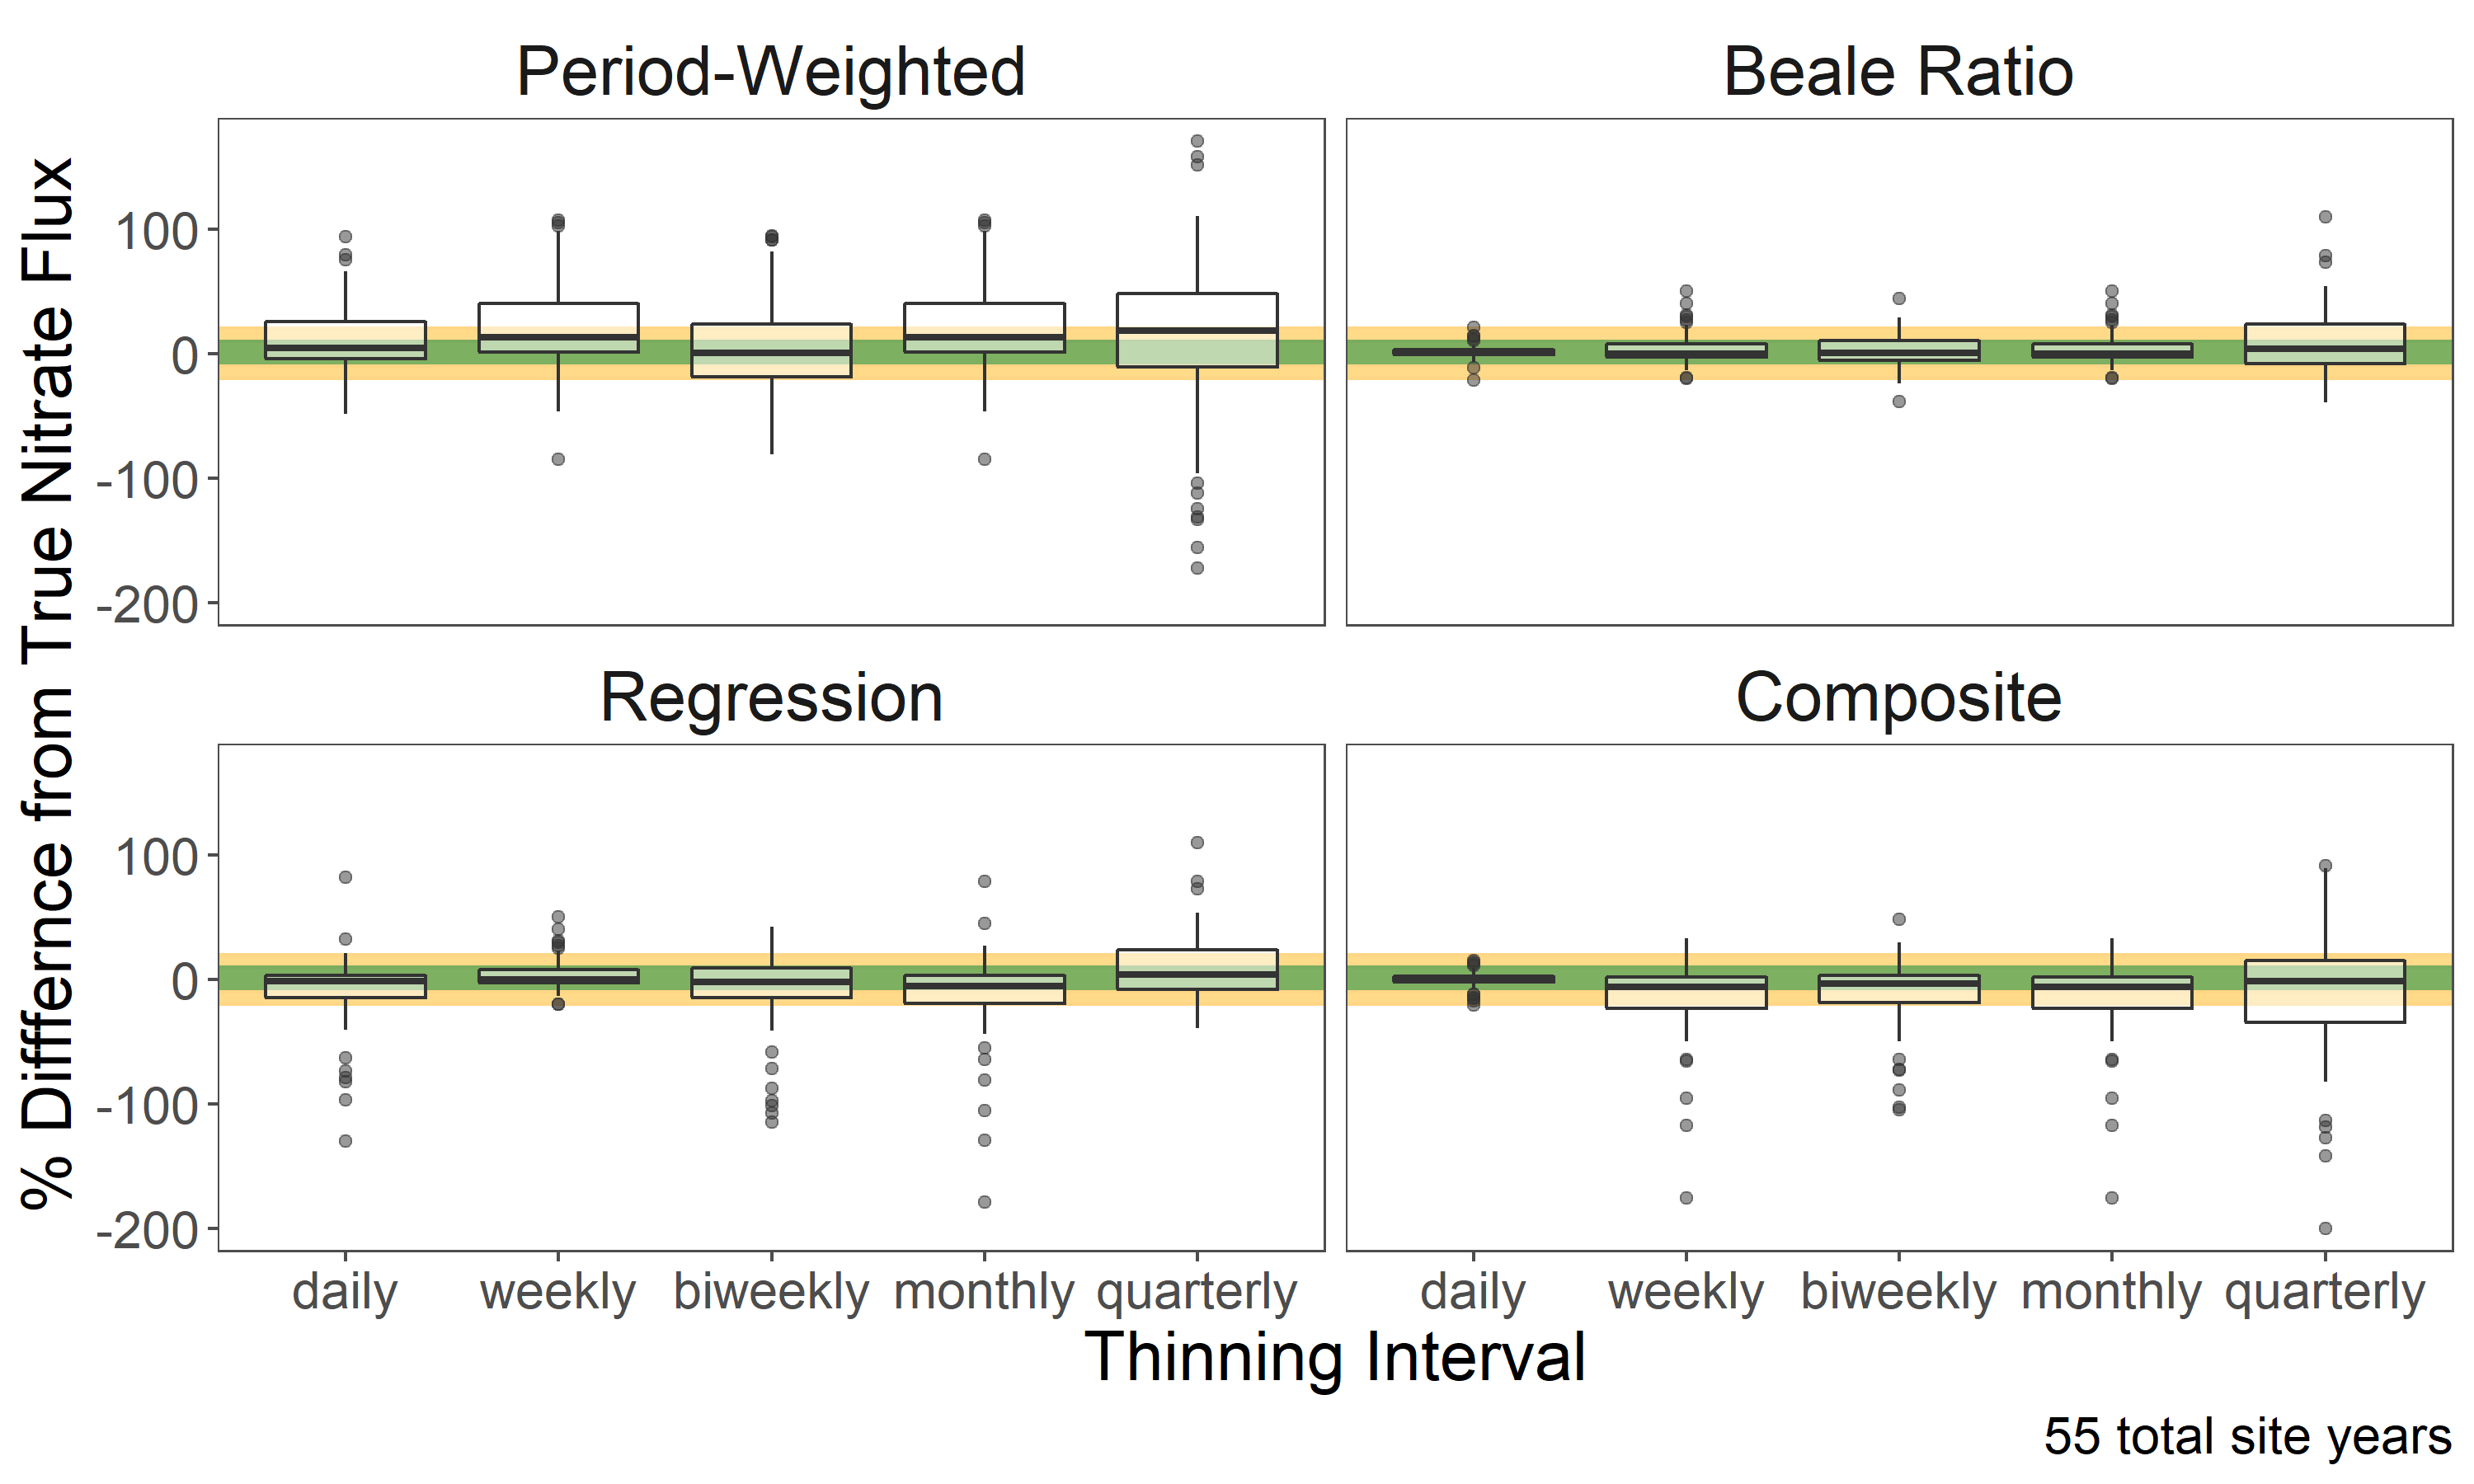 Period-Weighted
Beale Ratio
% Diffference from True Nitrate Flux
100
0
-100
-200
Regression
Composite
100
0
-100
-200
daily weekly biweekly monthly quarterly
daily weekly biweekly monthly quarterly
Thinning Interval
55 total site years